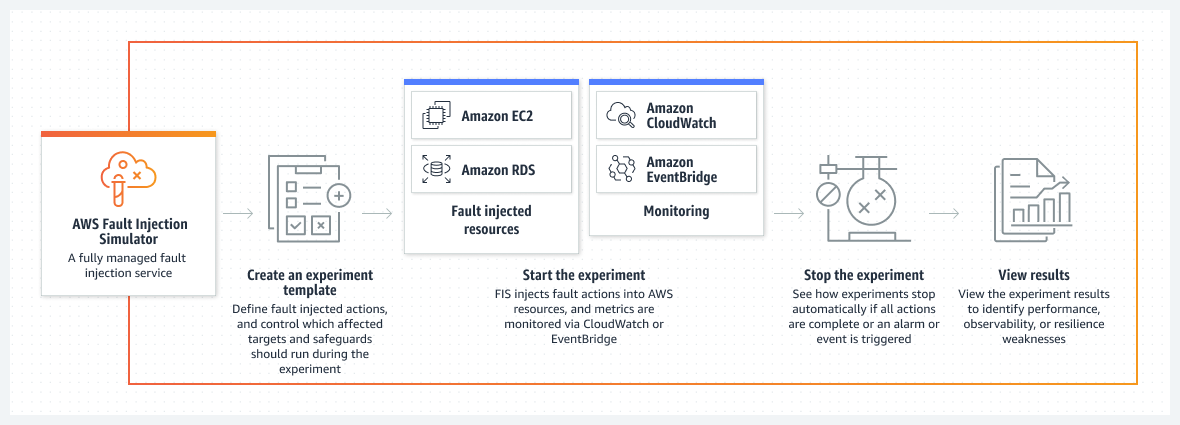 AWS Fault Injection
Simulator
A fully managed fault
injection service
Create an experiment
template
Define fault injected actions,
and control which affected
targets and safeguards
should run during the
experiment
Amazon EC2
Amazon RDS
Fault injected
resources
Amazon
CloudWatch
Amazon
EventBridge
Monitoring
Start the experiment
FIS injects fault actions into AWS
resources, and metrics are
monitored via CloudWatch or
EventBridge
Stop the experiment
See how experiments stop
automatically if all actions
are complete or an alarm or
event is triggered
View results
View the experiment results
to identify performance,
observability, or resilience
weaknesses